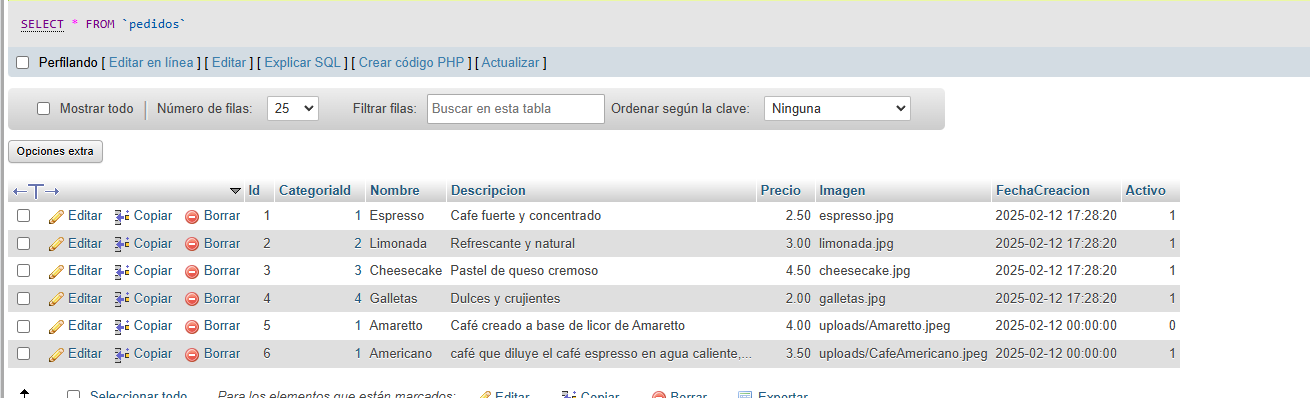 SELECT * FROM `pedidos`
Perfilando [ Editar en línea ] [ Editar ] [ Explicar SQL ] [ Crear código PHP ] [ Actualizar ]
Mostrar todo | Número de filas: 25 Filtrar filas: Buscar en esta tabla Ordenar según la clave: Ninguna
Opciones extra
←T→ Id CategoriaId Nombre Descripcion Precio Imagen FechaCreacion Activo
Editar Copiar Borrar 1 1 Espresso Cafe fuerte y concentrado 2.50 espresso.jpg 2025-02-12 17:28:20 1
Editar Copiar Borrar 2 2 Limonada Refrescante y natural 3.00 limonada.jpg 2025-02-12 17:28:20 1
Editar Copiar Borrar 3 3 Cheesecake Pastel de queso cremoso 4.50 cheesecake.jpg 2025-02-12 17:28:20 1
Editar Copiar Borrar 4 4 Galletas Dulces y crujientes 2.00 galletas.jpg 2025-02-12 17:28:20 1
Editar Copiar Borrar 5 1 Amaretto Café creado a base de licor de Amaretto 4.00 uploads/Amaretto.jpeg 2025-02-12 00:00:00 0
Editar Copiar Borrar 6 1 Americano café que diluye el café espresso en agua caliente,... 3.50 uploads/CafeAmericano.jpeg 2025-02-12 00:00:00 1
Seleccionar todo Para los elementos que están marcados: Editar Copiar Borrar Exportar